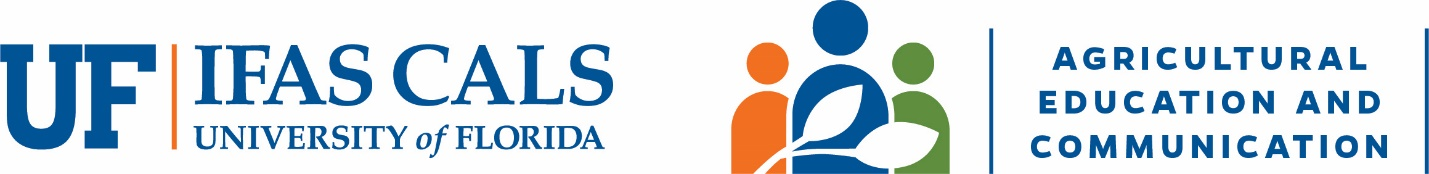 UF
IFAS CALS
UNIVERSITY of FLORIDA
AGRICULTURAL
EDUCATION AND
COMMUNICATION